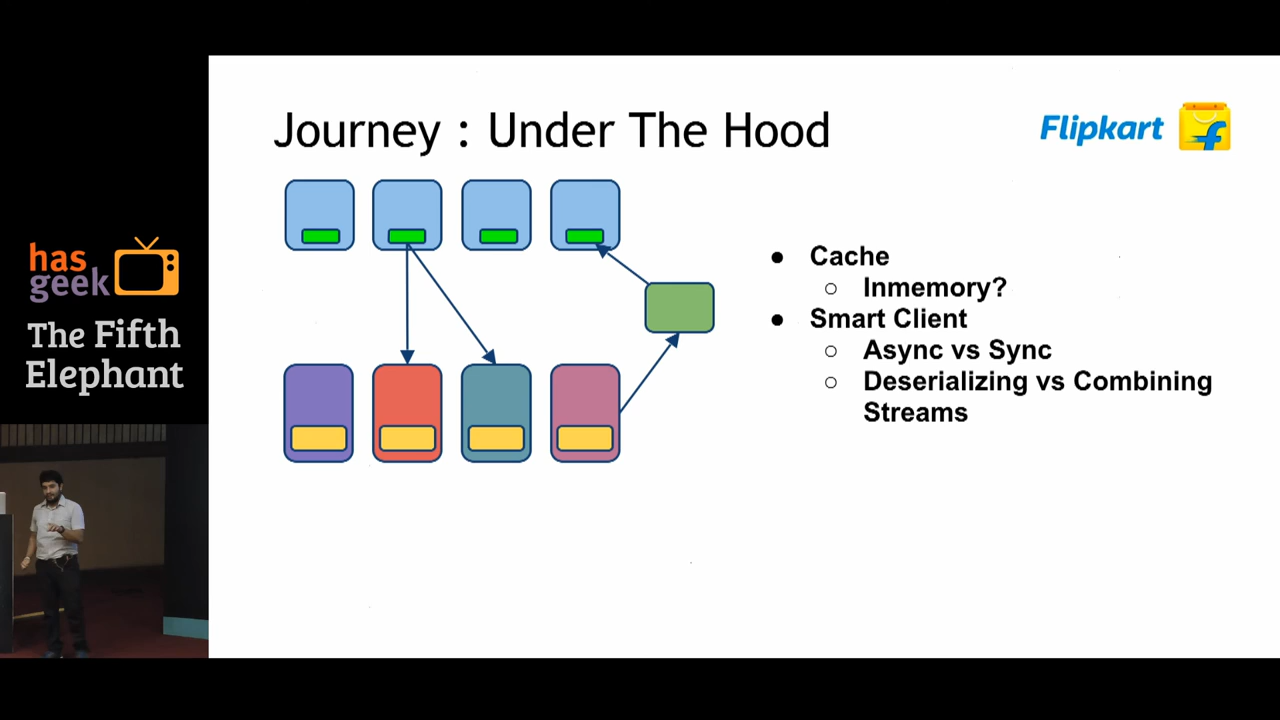 Journey : Under The Hood
Flipkart
has
geek
The Fifth
Elephant
● Cache
○ Inmemory?
● Smart Client
○ Async vs Sync
○ Deserializing vs Combining
Streams